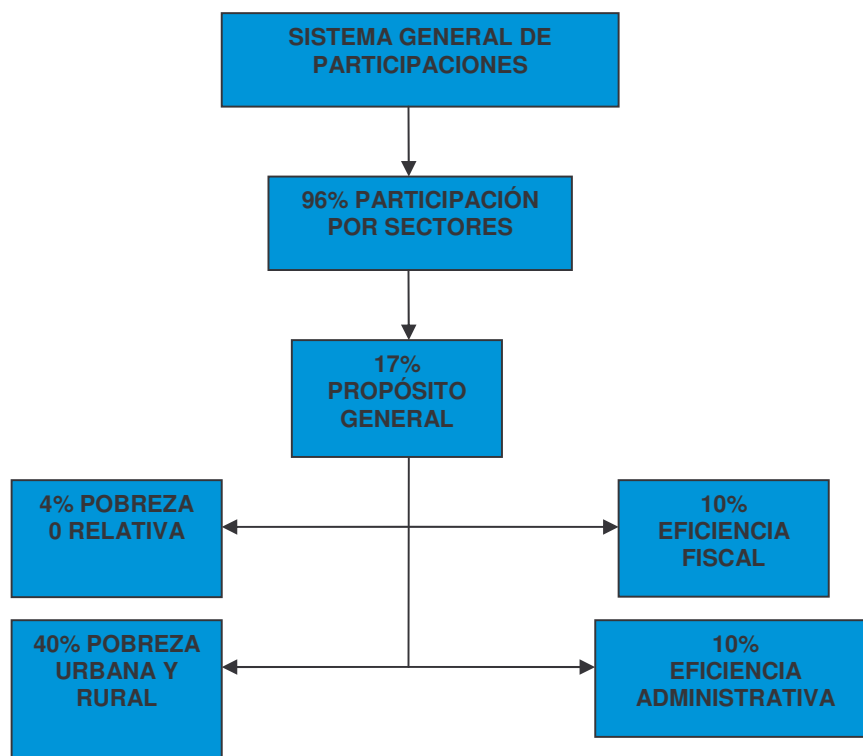 SISTEMA GENERAL DE
PARTICIPACIONES
96% PARTICIPACIÓN
POR SECTORES
17%
PROPÓSITO
GENERAL
4% POBREZA
0 RELATIVA
10%
EFICIENCIA
FISCAL
40% POBREZA
URBANA Y
RURAL
10%
EFICIENCIA
ADMINISTRATIVA